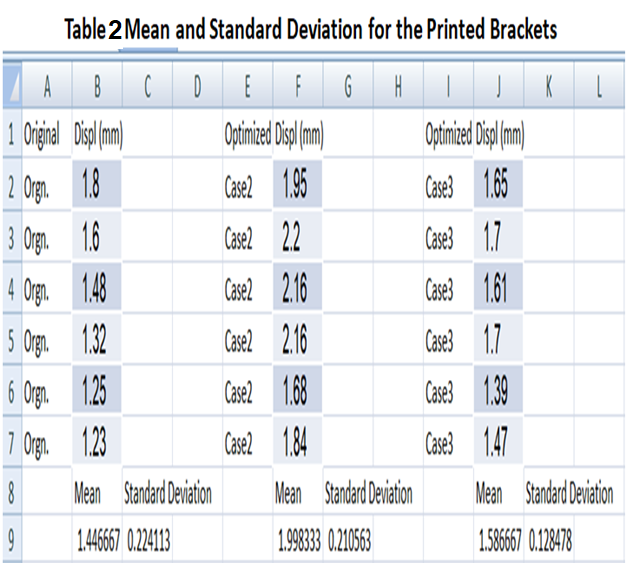 Table 2 Mean and Standard Deviation for the Printed Brackets
A B C D E F G H I J K L
1 Original Displ (mm) Optimized Displ (mm) Optimized Displ (mm)
2 Orgn. 1.8 Case2 1.95 Case3 1.65
3 Orgn. 1.6 Case2 2.2 Case3 1.7
4 Orgn. 1.48 Case2 2.16 Case3 1.61
5 Orgn. 1.32 Case2 2.16 Case3 1.7
6 Orgn. 1.25 Case2 1.68 Case3 1.39
7 Orgn. 1.23 Case2 1.84 Case3 1.47
8 Mean Standard Deviation Mean Standard Deviation Mean Standard Deviation
9 1.446667 0.224113 1.998333 0.210563 1.586667 0.128478